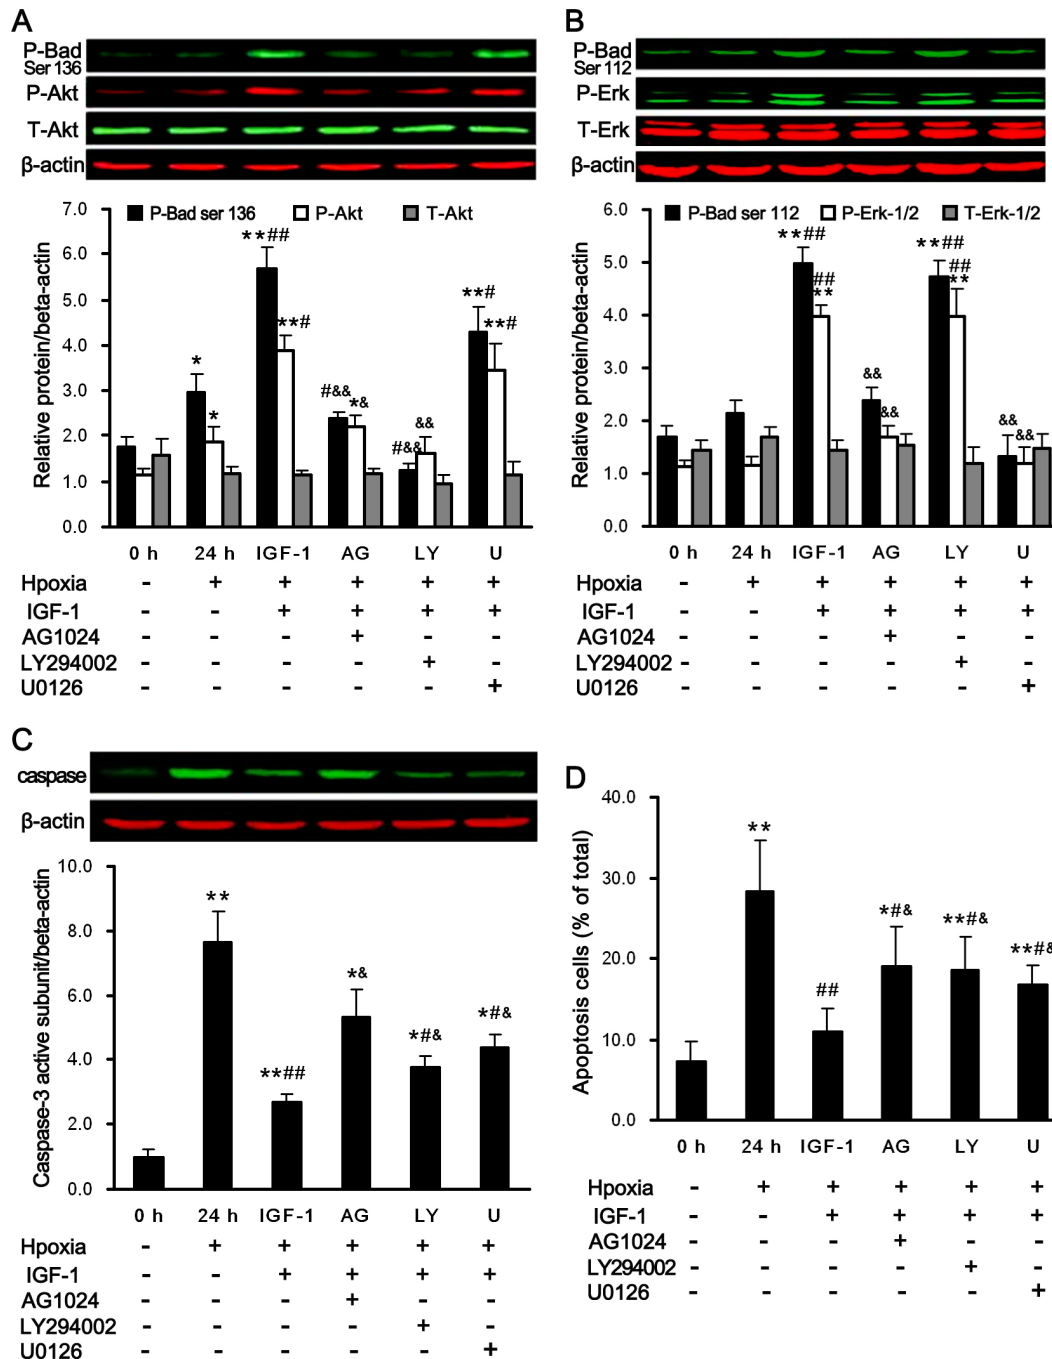 A
P-Bad
Ser 136
P-Akt
T-Akt
β-actin
7.0
6.0
5.0
4.0
3.0
2.0
1.0
0.0
Relative protein/beta-actin
P-Bad ser 136 P-Akt T-Akt
* *
**## **#
#&& *&
#&& &&
**# **#
0 h 24 h IGF-1 AG LY U
Hpoxia - + + + + +
IGF-1 - - + + + +
AG1024 - - - + - -
LY294002 - - - - + -
U0126 - - - - - +
B
P-Bad
Ser 112
P-Erk
T-Erk
β-actin
6.0
5.0
4.0
3.0
2.0
1.0
0.0
Relative protein/beta-actin
P-Bad ser 112 P-Erk-1/2 T-Erk-1/2
**##
##
**
&& &&
**##
##
**
&& &&
0 h 24 h IGF-1 AG LY U
Hpoxia - + + + + +
IGF-1 - - + + + +
AG1024 - - - + - -
LY294002 - - - - + -
U0126 - - - - - +
C
caspase
β-actin
10.0
8.0
6.0
4.0
2.0
0.0
Caspase-3 active subunit/beta-actin
** **## *& *#& *#&
0 h 24 h IGF-1 AG LY U
Hpoxia - + + + + +
IGF-1 - - + + + +
AG1024 - - - + - -
LY294002 - - - - + -
U0126 - - - - - +
D
40.0
30.0
20.0
10.0
0.0
Apoptosis cells (% of total)
** ## *#& **#& **#&
0 h 24 h IGF-1 AG LY U
Hpoxia - + + + + +
IGF-1 - - + + + +
AG1024 - - - + - -
LY294002 - - - - + -
U0126 - - - - - +